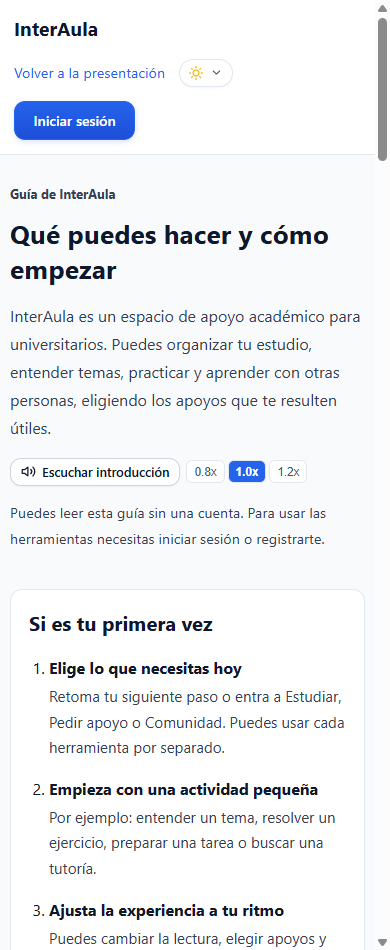 InterAula
Volver a la presentación
Iniciar sesión
Guía de InterAula
Qué puedes hacer y cómo
empezar
InterAula es un espacio de apoyo académico para
universitarios. Puedes organizar tu estudio,
entender temas, practicar y aprender con otras
personas, eligiendo los apoyos que te resulten
útiles.
Escuchar introducción 0.8x 1.0x 1.2x
Puedes leer esta guía sin una cuenta. Para usar las
herramientas necesitas iniciar sesión o registrarte.
Si es tu primera vez
1. Elige lo que necesitas hoy
Retoma tu siguiente paso o entra a Estudiar,
Pedir apoyo o Comunidad. Puedes usar cada
herramienta por separado.
2. Empieza con una actividad pequeña
Por ejemplo: entender un tema, resolver un
ejercicio, preparar una tarea o buscar una
tutoría.
3. Ajusta la experiencia a tu ritmo
Puedes cambiar la lectura, elegir apoyos y